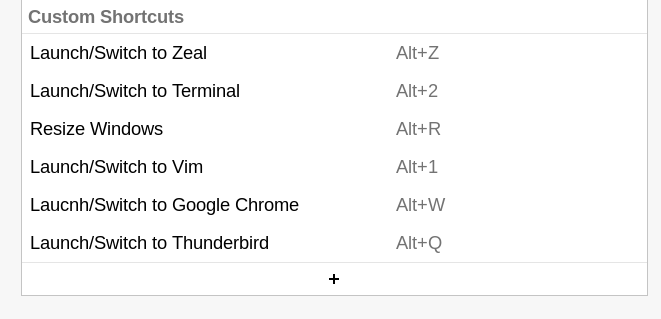 Custom Shortcuts
Launch/Switch to Zeal Alt+Z
Launch/Switch to Terminal Alt+2
Resize Windows Alt+R
Launch/Switch to Vim Alt+1
Laucnh/Switch to Google Chrome Alt+W
Launch/Switch to Thunderbird Alt+Q
+